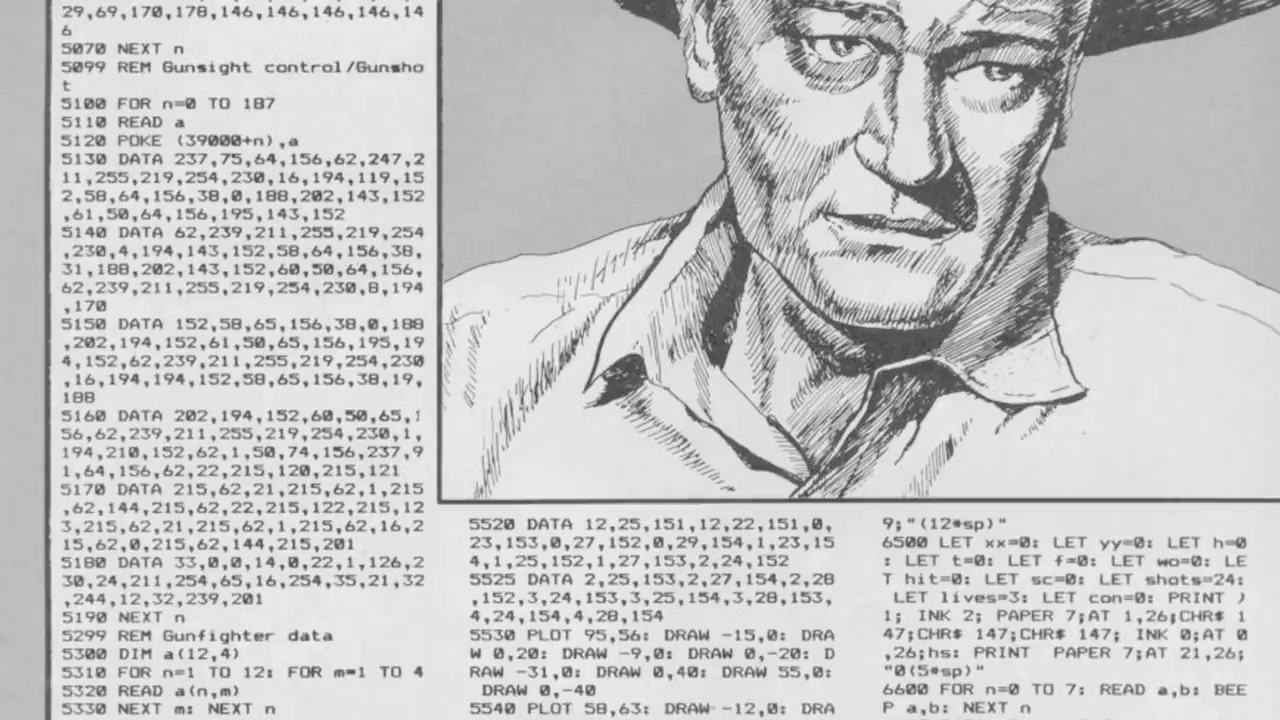 29,69,170,178,146,146,146,146,14
6
5070 NEXT n
5099 REM Gunsight control/Gunsho
t
5100 FOR n=0 TO 187
5110 READ a
5120 POKE (39000+n),a
5130 DATA 237,75,64,156,62,247,2
11,255,219,254,230,16,194,119,15
2,58,64,156,38,0,188,202,143,152
,61,50,64,156,195,143,152
5140 DATA 62,239,211,255,219,254
,230,4,194,143,152,58,64,156,38,
31,188,202,143,152,60,50,64,156,
62,239,211,255,219,254,230,8,194
,170
5150 DATA 152,58,65,156,38,0,188
,202,194,152,61,50,65,156,195,19
4,152,62,239,211,255,219,254,230
,16,194,194,152,58,65,156,38,19,
188
5160 DATA 202,194,152,60,50,65,1
56,62,239,211,255,219,254,230,1,
194,210,152,62,1,50,74,156,237,9
1,64,156,62,22,215,120,215,121
5170 DATA 215,62,21,215,62,1,215
,62,144,215,62,22,215,122,215,12
3,215,62,21,215,62,1,215,62,16,2
15,62,0,215,62,144,215,201
5180 DATA 33,0,0,14,0,22,1,126,2
30,24,211,254,65,16,254,35,21,32
,244,12,32,239,201
5190 NEXT n
5299 REM Gunfighter data
5300 DIM a(12,4)
5310 FOR n=1 TO 12: FOR m=1 TO 4
5320 READ a(n,m)
5330 NEXT m: NEXT n
5520 DATA 12,25,151,12,22,151,0,
23,153,0,27,152,0,29,154,1,23,15
4,1,25,152,1,27,153,2,24,152
5525 DATA 2,25,153,2,27,154,2,28
,152,3,24,153,3,25,154,3,28,153,
4,24,154,4,28,154
5530 PLOT 95,56: DRAW -15,0: DRA
W 0,20: DRAW -9,0: DRAW 0,-20: D
RAW -31,0: DRAW 0,40: DRAW 55,0:
DRAW 0,-40
5540 PLOT 58,63: DRAW -12,0: DRA
9;"(12*sp)"
6500 LET xx=0: LET yy=0: LET h=0
: LET t=0: LET f=0: LET wo=0: LE
T hit=0: LET sc=0: LET shots=24:
LET lives=3: LET con=0: PRINT )
1; INK 2; PAPER 7;AT 1,26;CHR$ 1
47;CHR$ 147;CHR$ 147; INK 0;AT 0
,26;hs: PRINT PAPER 7;AT 21,26;
"0(5*sp)"
6600 FOR n=0 TO 7: READ a,b: BEE
P a,b: NEXT n